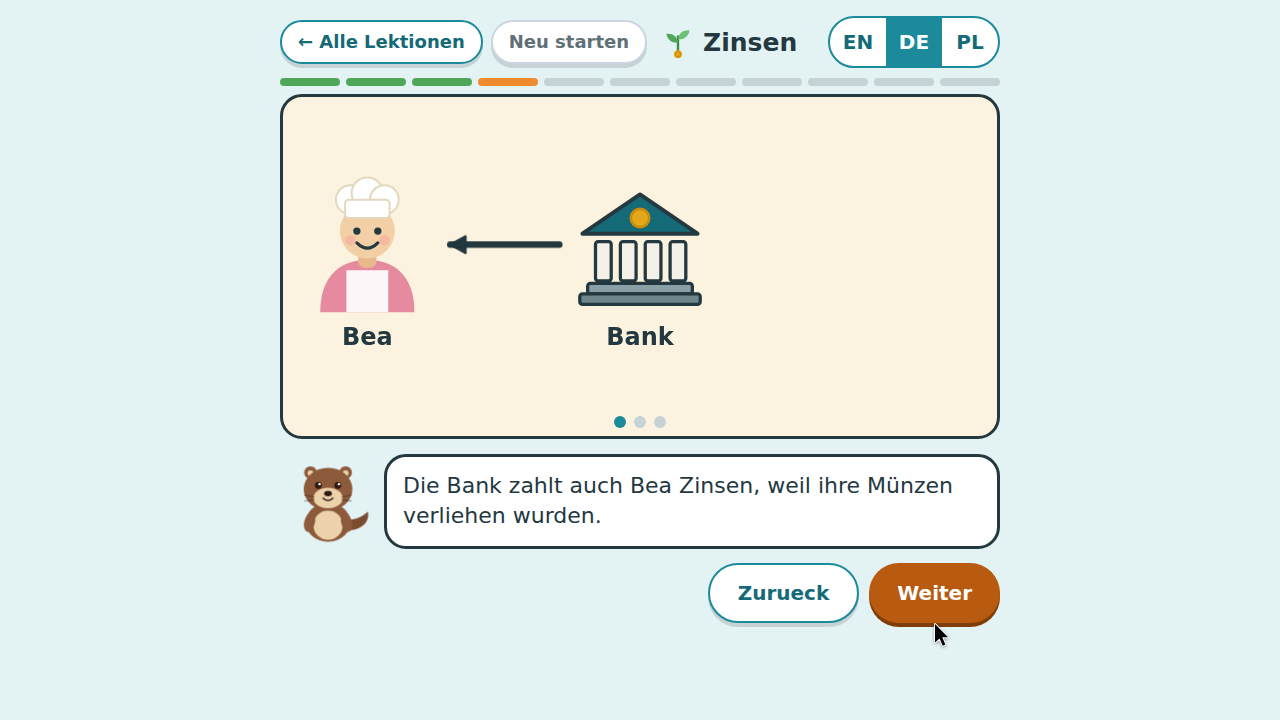 ← Alle Lektionen
Neu starten
Zinsen
EN
DE
PL
Bea
Bank
Die Bank zahlt auch Bea Zinsen, weil ihre Münzen
verliehen wurden.
Zurueck
Weiter